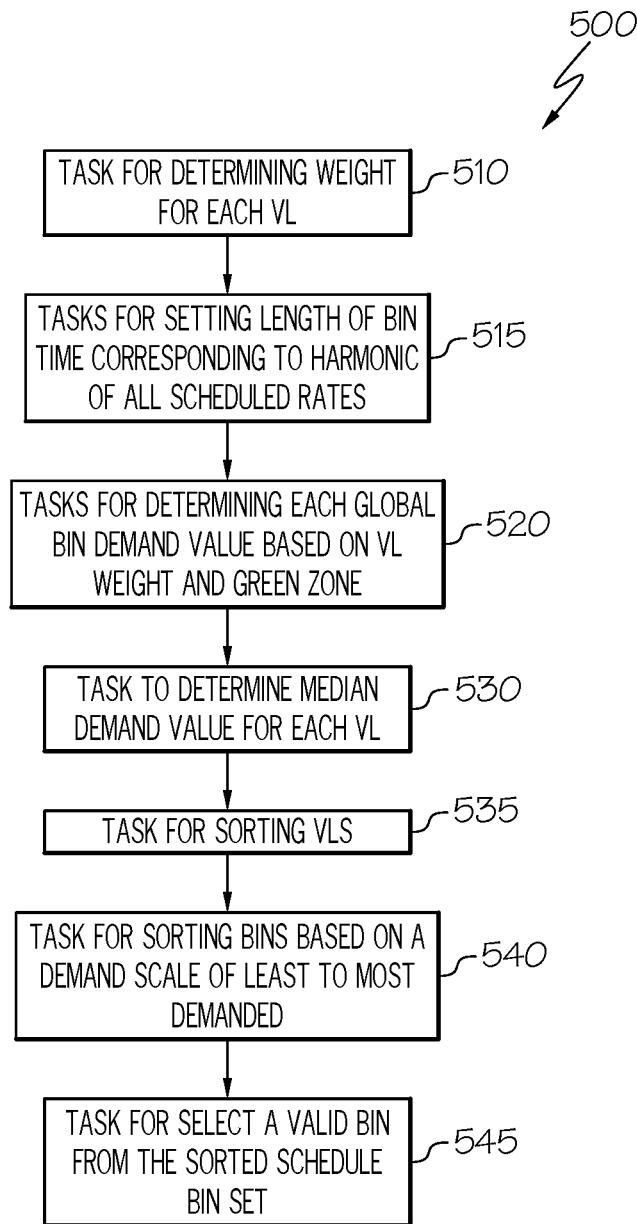 500
TASK FOR DETERMINING WEIGHT
FOR EACH VL
510
TASKS FOR SETTING LENGTH OF BIN
TIME CORRESPONDING TO HARMONIC
OF ALL SCHEDULED RATES
515
TASKS FOR DETERMINING EACH GLOBAL
BIN DEMAND VALUE BASED ON VL
WEIGHT AND GREEN ZONE
520
TASK TO DETERMINE MEDIAN
DEMAND VALUE FOR EACH VL
530
TASK FOR SORTING VLS
535
TASK FOR SORTING BINS BASED ON A
DEMAND SCALE OF LEAST TO MOST
DEMANDED
540
TASK FOR SELECT A VALID BIN
FROM THE SORTED SCHEDULE
BIN SET
545